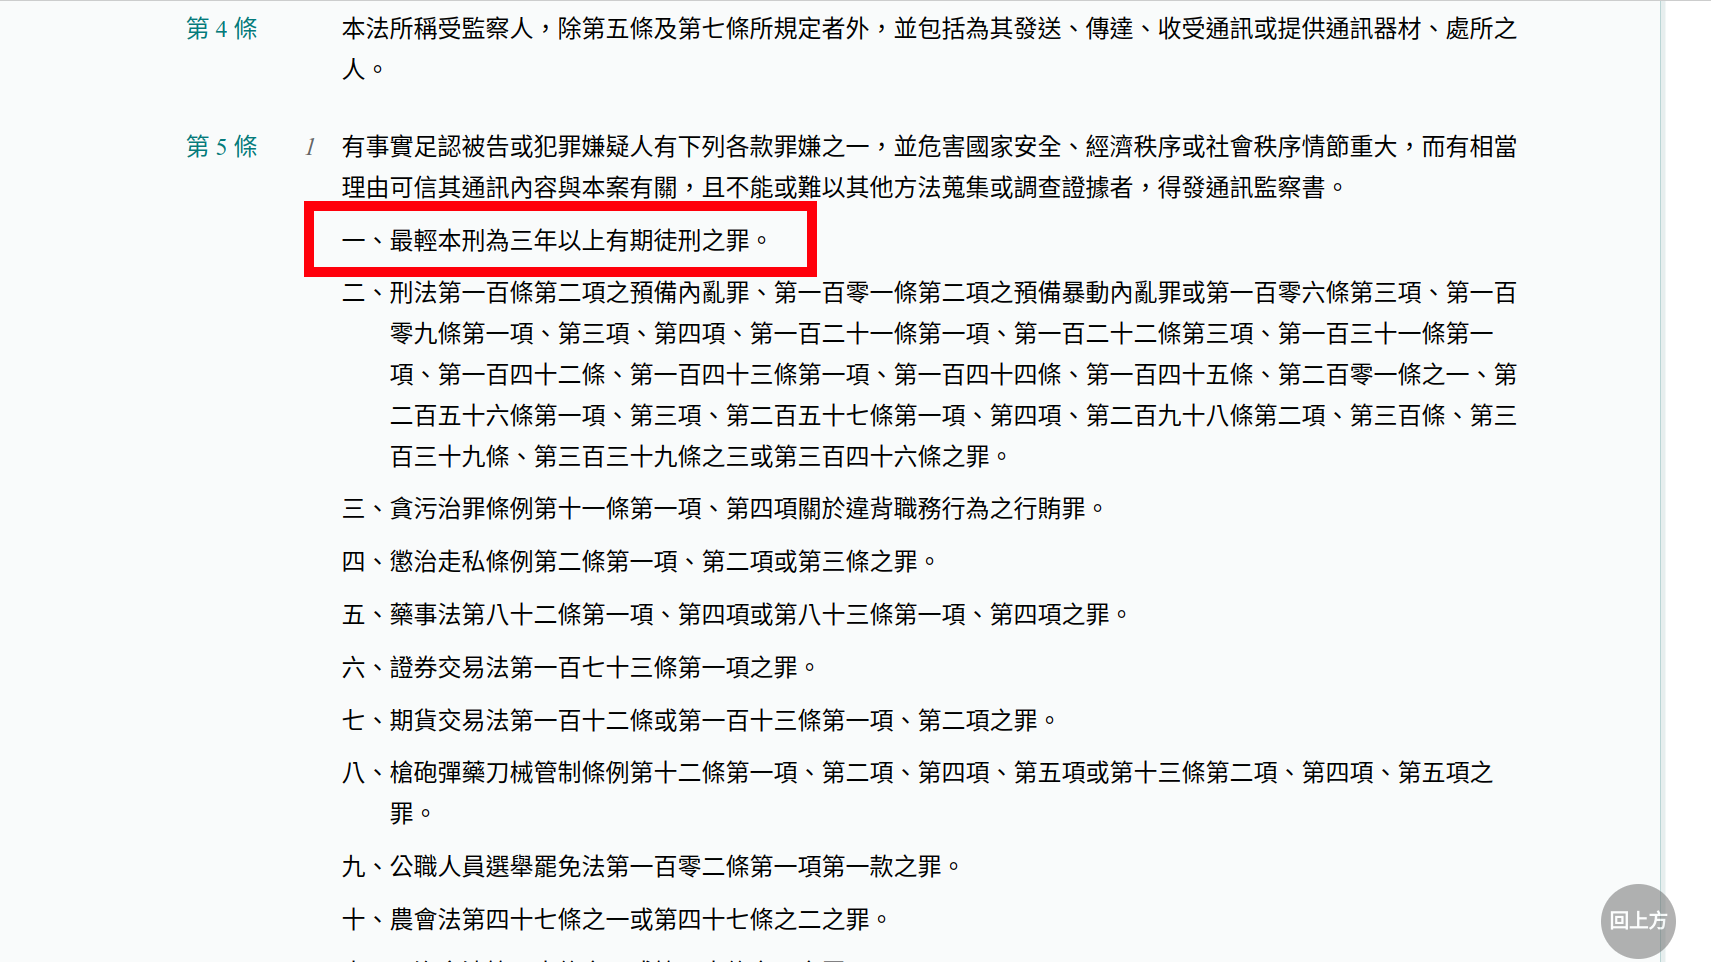 第 4 條
本法所稱受監察人，除第五條及第七條所規定者外，並包括為其發送、傳達、收受通訊或提供通訊器材、處所之
人。
第 5 條
1 有事實足認被告或犯罪嫌疑人有下列各款罪嫌之一，並危害國家安全、經濟秩序或社會秩序情節重大，而有相當
理由可信其通訊內容與本案有關，且不能或難以其他方法蒐集或調查證據者，得發通訊監察書。
一、最輕本刑為三年以上有期徒刑之罪。
二、刑法第一百條第二項之預備內亂罪、第一百零一條第二項之預備暴動內亂罪或第一百零六條第三項、第一百
零九條第一項、第三項、第四項、第一百二十一條第一項、第一百二十二條第三項、第一百三十一條第一
項、第一百四十二條、第一百四十三條第一項、第一百四十四條、第一百四十五條、第二百零一條之一、第
二百五十六條第一項、第三項、第二百五十七條第一項、第四項、第二百九十八條第二項、第三百條、第三
百三十九條、第三百三十九條之三或第三百四十六條之罪。
三、貪污治罪條例第十一條第一項、第四項關於違背職務行為之行賄罪。
四、懲治走私條例第二條第一項、第二項或第三條之罪。
五、藥事法第八十二條第一項、第四項或第八十三條第一項、第四項之罪。
六、證券交易法第一百七十三條第一項之罪。
七、期貨交易法第一百十二條或第一百十三條第一項、第二項之罪。
八、槍砲彈藥刀械管制條例第十二條第一項、第二項、第四項、第五項或第十三條第二項、第四項、第五項之
罪。
九、公職人員選舉罷免法第一百零二條第一項第一款之罪。
十、農會法第四十七條之一或第四十七條之二之罪。
回上方